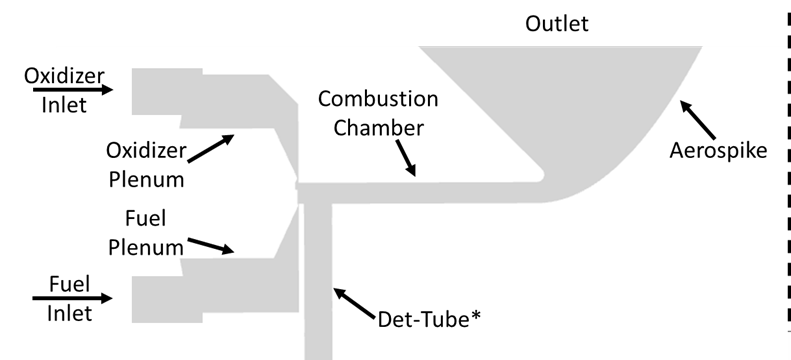 Outlet
Oxidizer
Inlet
Combustion
Chamber
Aerospike
Oxidizer
Plenum
Fuel
Plenum
Fuel
Inlet
Det-Tube*